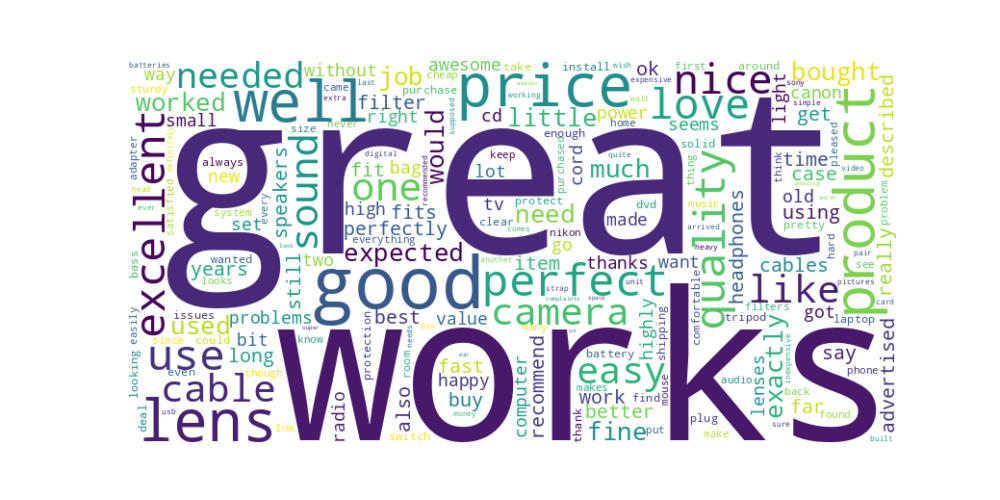 batteries
way
needed
without
job
awesome
cheap
take
install
wish
ok
first
around
bought
sturdy
came
last
purchase
price
expensive
nice
sony
worked
well
extra
filter
working
amazon
wall
love
light
simple
canon
get
small
never
right
would
cd
little
power
seems
product
described
adapter
excellent
definitely
size
supposed
enough
home
great
always
new
digital
fit
bag
recommended
keep
lot
cord
purchased
quite
much
solid
thing
quality
think
time
case
pleased
video
satisfied
head
ever
speakers
sound
every
one
protect
tv
dvd
need
made
music
headphones
old
using
amazing
worth
pretty
problem
really
system
set
high
fits
perfectly
clear
comes
nikon
go
arrived
heavy
hard
pair
bass
wanted
years
looks
still
two
everything
look
expected
another
item
thanks
want
cables
see
pictures
good
perfect
strap
unit
complaints
space
comfortable
like
got
card
easily
looking
issues
used
problems
best
value
camera
highly
tripod
filters
laptop
since
could
bit
know
super
protection
room
needs
box
many
us
shipping
exactly
inexpensive
say
advertised
use
even
long
though
works
fast
happy
ear
buy
money
computer
recommend
battery
easy
makes
work
find
mouse
audio
lenses
back
phone
far
found
deal
lens
cable
usb
low
radio
also
switch
thank
better
fine
put
plug
make
sure
built